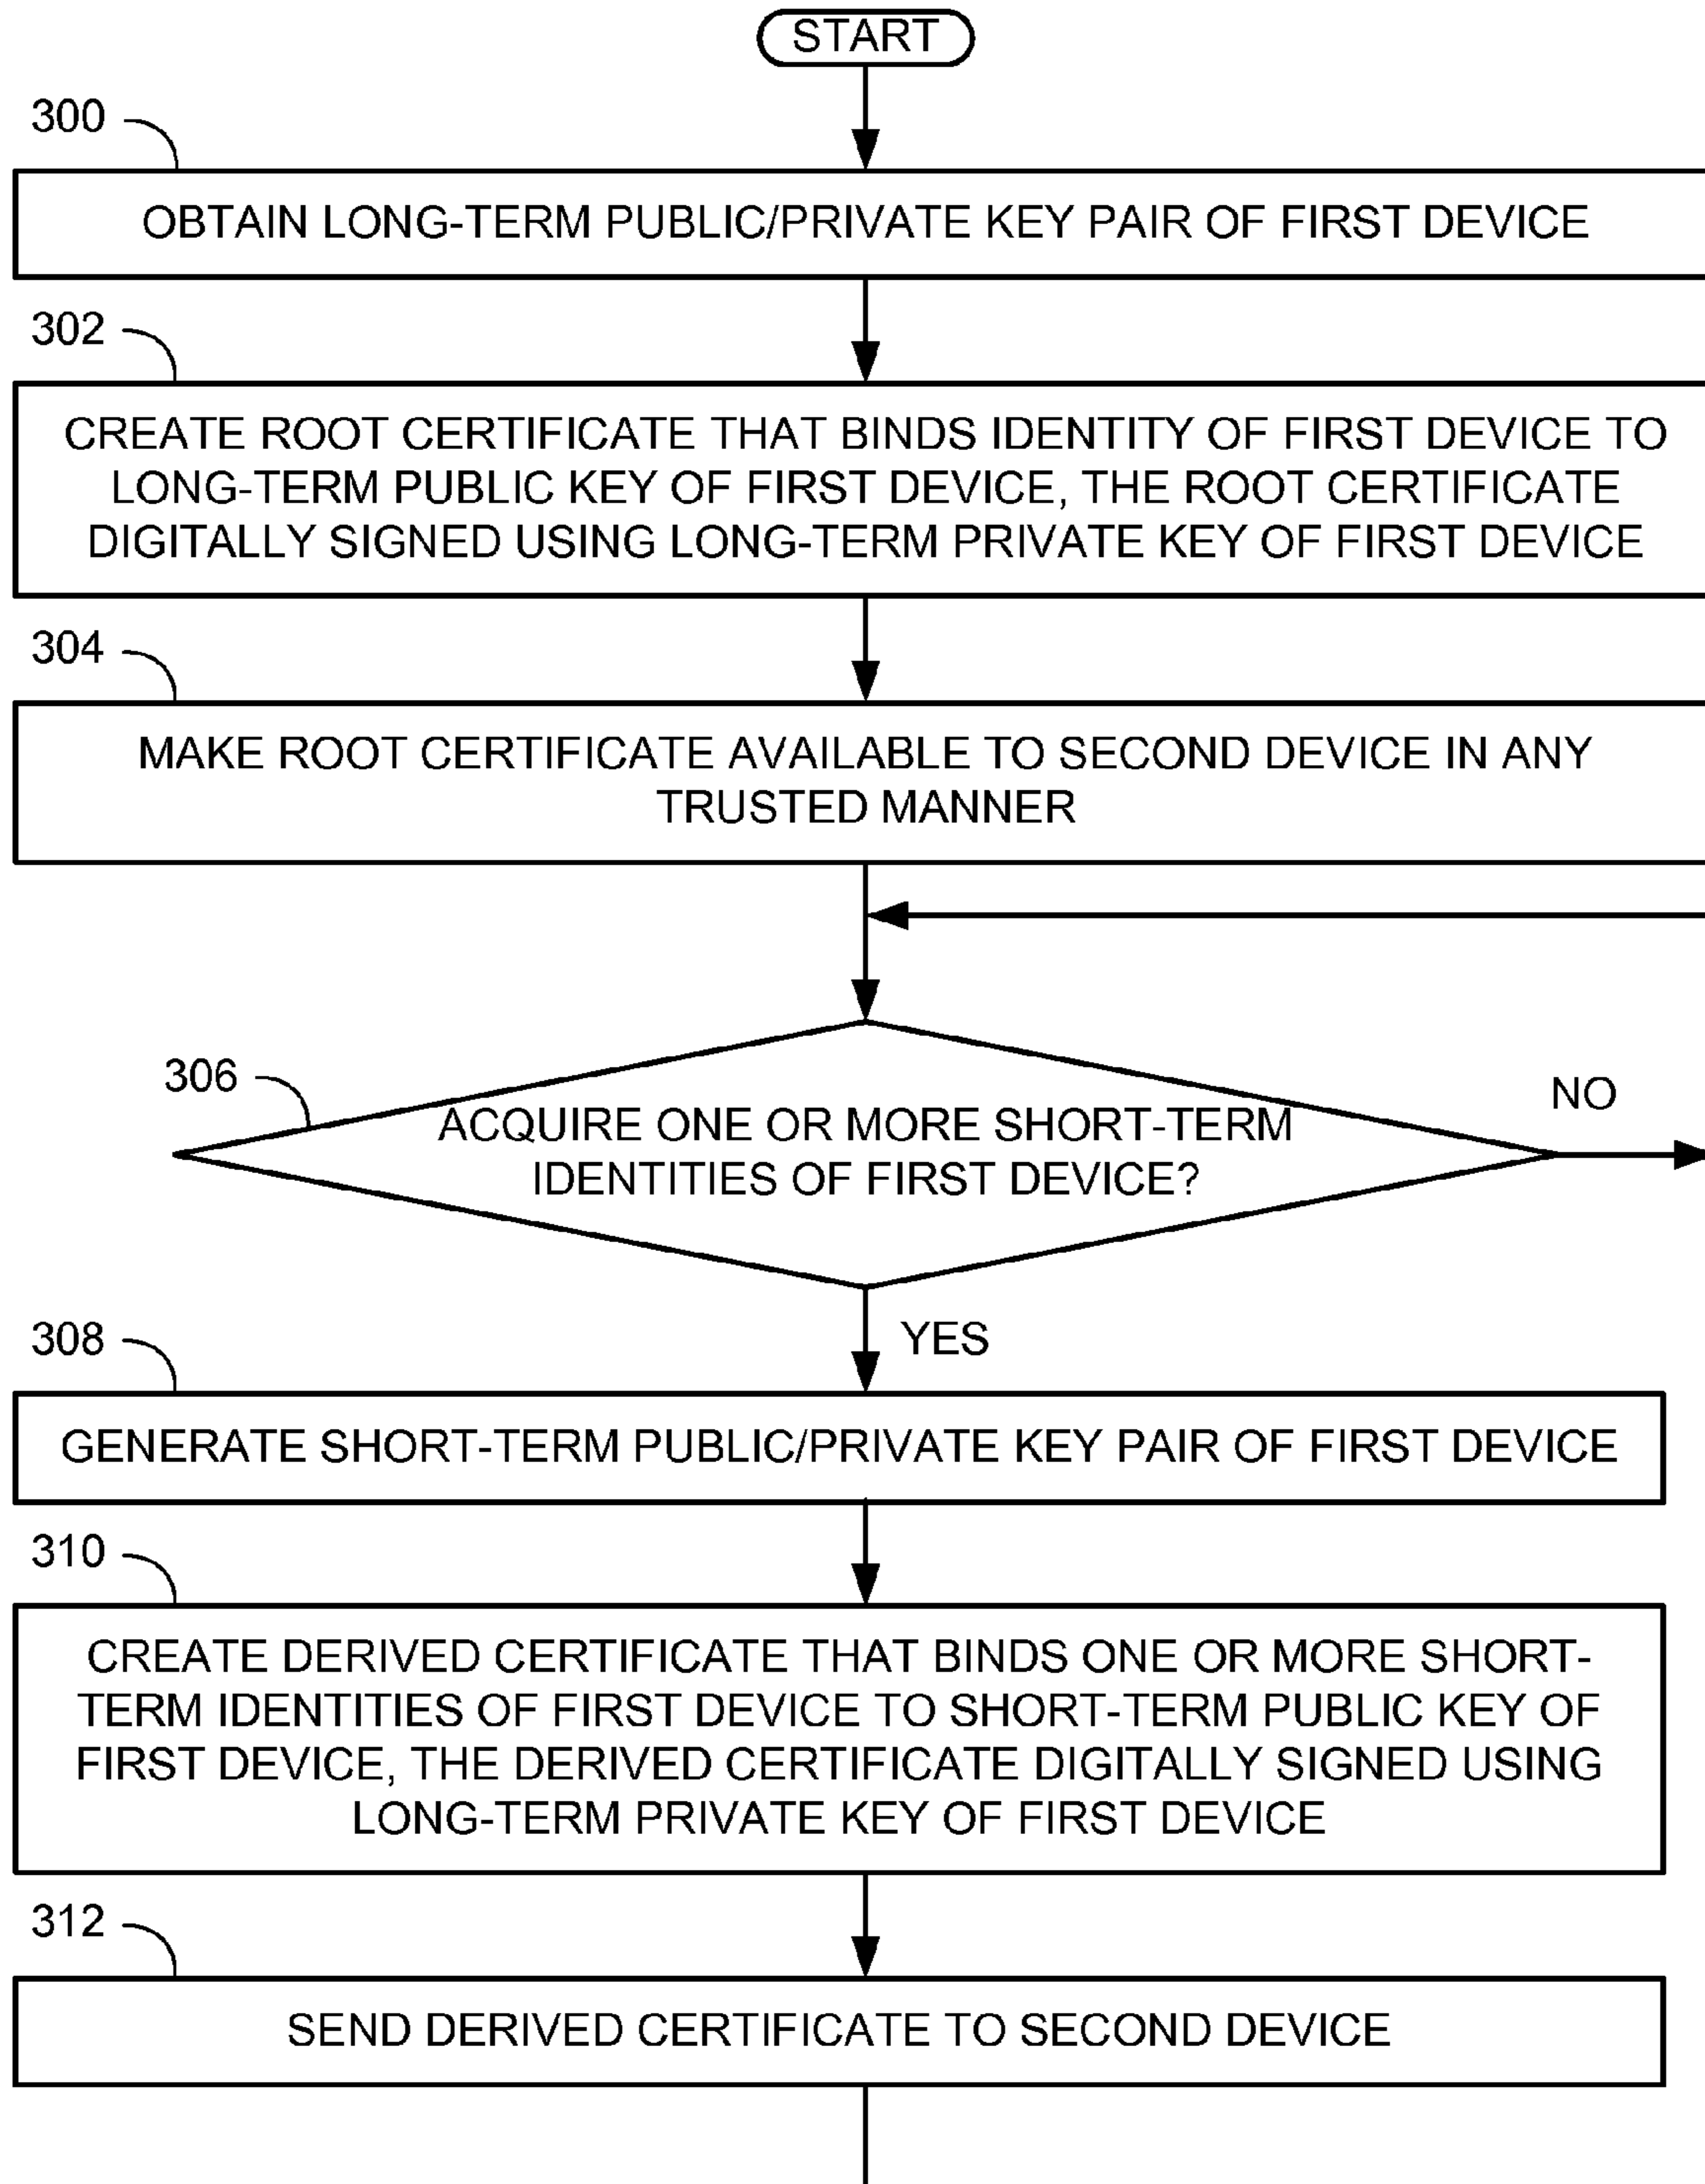 START
300
OBTAIN LONG-TERM PUBLIC/PRIVATE KEY PAIR OF FIRST DEVICE
302
CREATE ROOT CERTIFICATE THAT BINDS IDENTITY OF FIRST DEVICE TO
LONG-TERM PUBLIC KEY OF FIRST DEVICE, THE ROOT CERTIFICATE
DIGITALLY SIGNED USING LONG-TERM PRIVATE KEY OF FIRST DEVICE
304
MAKE ROOT CERTIFICATE AVAILABLE TO SECOND DEVICE IN ANY
TRUSTED MANNER
306
NO
ACQUIRE ONE OR MORE SHORT-TERM
IDENTITIES OF FIRST DEVICE?
YES
308
GENERATE SHORT-TERM PUBLIC/PRIVATE KEY PAIR OF FIRST DEVICE
310
CREATE DERIVED CERTIFICATE THAT BINDS ONE OR MORE SHORT-
TERM IDENTITIES OF FIRST DEVICE TO SHORT-TERM PUBLIC KEY OF
FIRST DEVICE, THE DERIVED CERTIFICATE DIGITALLY SIGNED USING
LONG-TERM PRIVATE KEY OF FIRST DEVICE
312
SEND DERIVED CERTIFICATE TO SECOND DEVICE